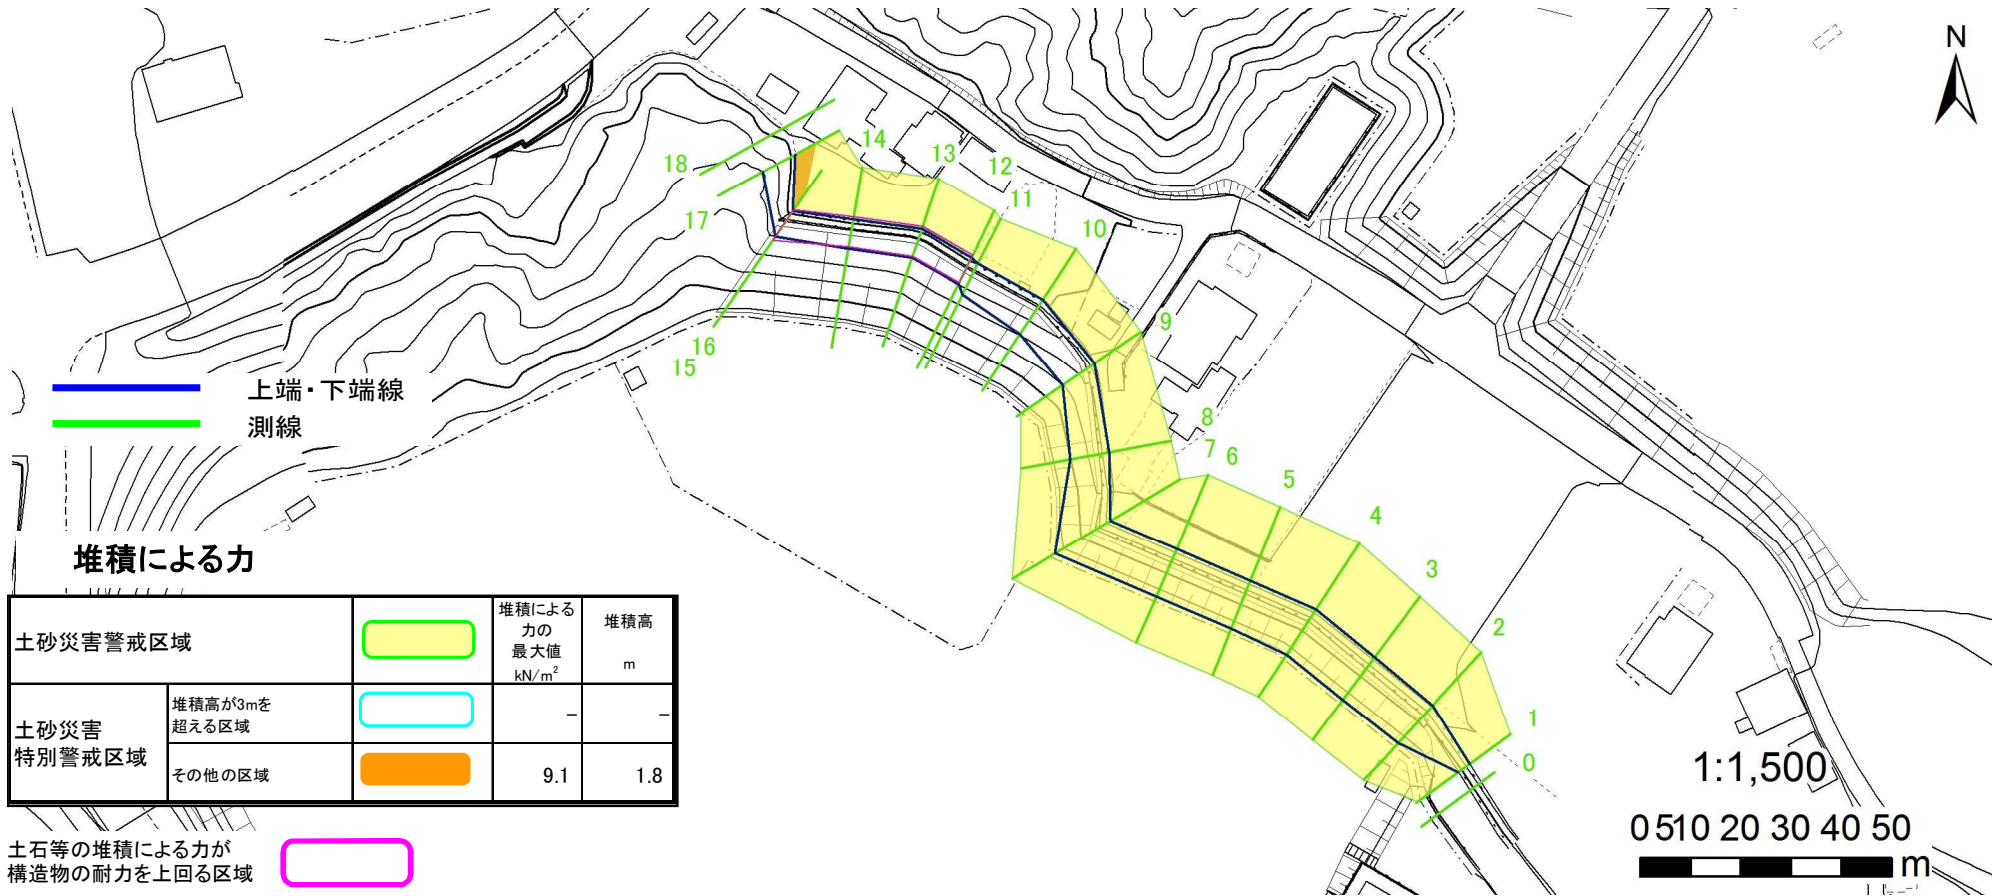 N
14
13
12
11
10
9
8
7
6
5
4
3
2
1
0
18
17
16
15
上端・下端線
測線
堆積による力
土砂災害警戒区域
堆積による
力の
最大値
kN/m²
堆積高
m
土砂災害
特別警戒区域
堆積高が3mを
超える区域
–
–
その他の区域
9.1
1.8
土石等の堆積による力が
構造物の耐力を上回る区域
1:1,500
0 5 10 20 30 40 50
m